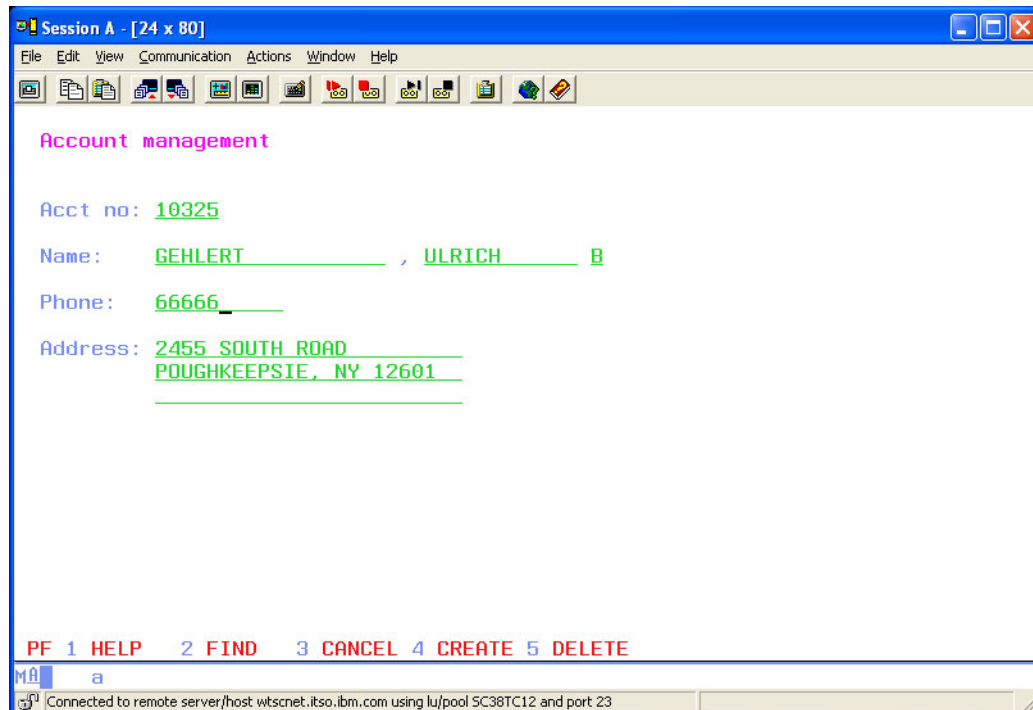 Session A - [24 x 80]
File Edit View Communication Actions Window Help
Account management
Acct no: 10325
Name: GEHLERT , ULRICH B
Phone: 66666
Address: 2455 SOUTH ROAD
POUGHKEEPSIE, NY 12601
PF 1 HELP 2 FIND 3 CANCEL 4 CREATE 5 DELETE
MA a
Connected to remote server/host wtscnet.itso.ibm.com using lu/pool SC38TC12 and port 23